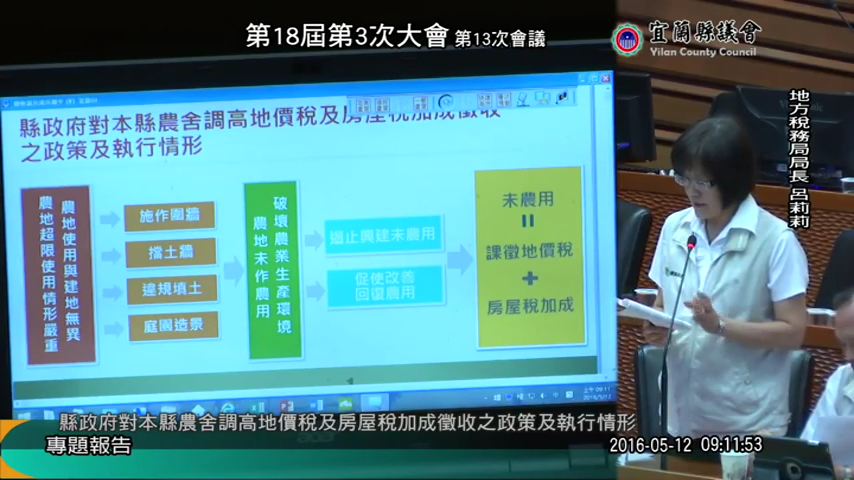 第18屆第3次大會 第13次會議
宜蘭縣議會
Yilan County Council
地方稅務局局長 呂莉莉
縣政府對本縣農舍調高地價稅及房屋稅加成徵收
之政策及執行情形
農地使用與建地無異
農地超限使用情形嚴重
施作圍牆
擋土牆
違規填土
庭園造景
破壞農業生產環境
農地未作農用
遏止興建未農用
促使改善
回復農用
未農用
=
課徵地價稅
+
房屋稅加成
縣政府對本縣農舍調高地價稅及房屋稅加成徵收之政策及執行情形
專題報告
2016-05-12 09:11:53